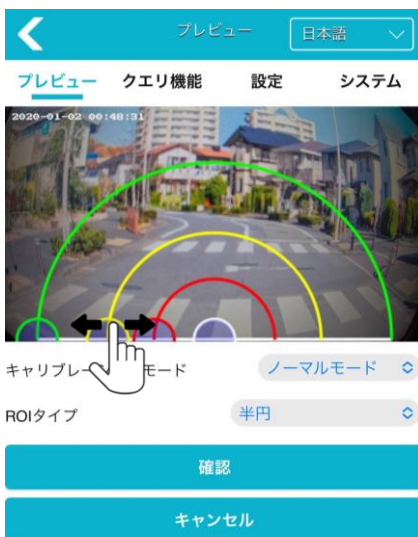 プレビュー
日本語
プレビュー
クエリ機能
設定
システム
2020-01-02 00:48:31
キャリブレー モード
ノーマルモード
ROIタイプ
半円
確認
キャンセル